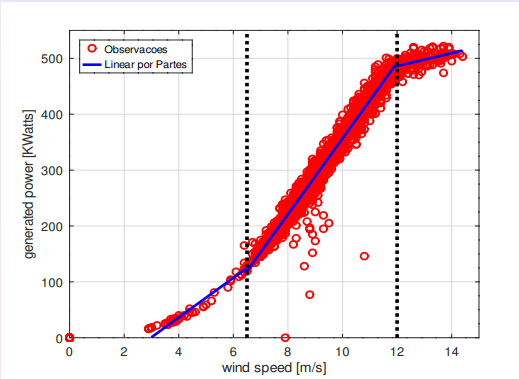 500
400
300
200
100
0
generated power [KWatts]
Observacoes
Linear por Partes
0 2 4 6 8 10 12 14
wind speed [m/s]